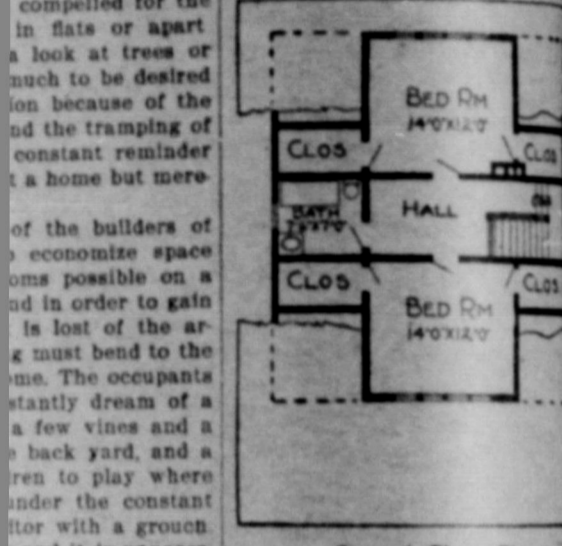 compelled for the
in flats or apart
a look at trees or
much to be desired
ion because of the
nd the tramping of
constant reminder
t a home but mere-
of the builders of
economize space
oms possible on a
nd in order to gain
is lost of the ar-
g must bend to the
me. The occupants
stantly dream of a
a few vines and a
back yard, and a
ren to play where
under the constant
itor with a grouch
BED RM
14'0"X12'0"
CLOS
CLOS
BATH
HALL
DN
CLOS
CLOS
BED RM
14'0"X12'0"